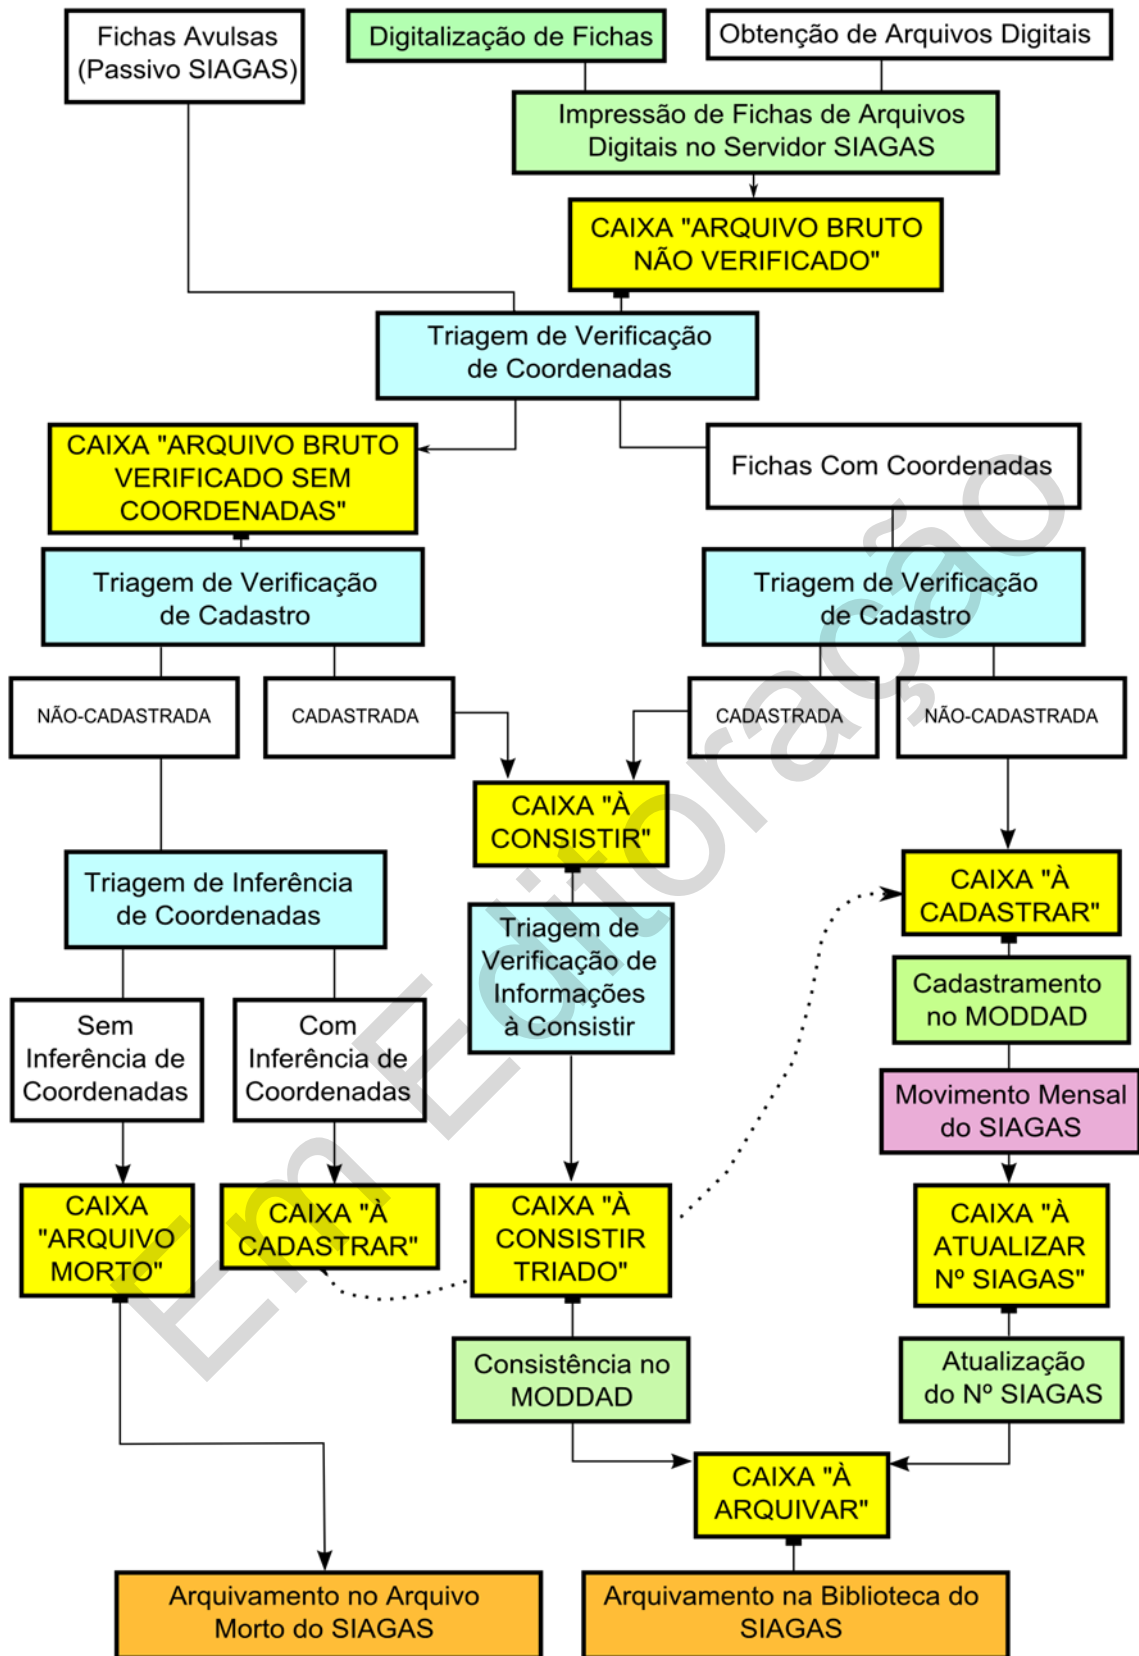 Fichas Avulsas
(Passivo SIAGAS)
Digitalização de Fichas
Obtenção de Arquivos Digitais
Impressão de Fichas de Arquivos
Digitais no Servidor SIAGAS
CAIXA "ARQUIVO BRUTO
NÃO VERIFICADO"
Triagem de Verificação
de Coordenadas
CAIXA "ARQUIVO BRUTO
VERIFICADO SEM
COORDENADAS"
Fichas Com Coordenadas
Triagem de Verificação
de Cadastro
Triagem de Verificação
de Cadastro
NÃO-CADASTRADA
CADASTRADA
CADASTRADA
NÃO-CADASTRADA
CAIXA "À
CONSISTIR"
Triagem de Inferência
de Coordenadas
CAIXA "À
CADASTRAR"
Triagem de
Verificação de
Informações
à Consistir
Cadastramento
no MODDAD
Sem
Inferência de
Coordenadas
Com
Inferência de
Coordenadas
Movimento Mensal
do SIAGAS
CAIXA
"ARQUIVO
MORTO"
CAIXA "À
CADASTRAR"
CAIXA "À
CONSISTIR
TRIADO"
CAIXA "À
ATUALIZAR
Nº SIAGAS"
Consistência no
MODDAD
Atualização
do Nº SIAGAS
CAIXA "À
ARQUIVAR"
Arquivamento no Arquivo
Morto do SIAGAS
Arquivamento na Biblioteca do
SIAGAS
Em Editoração